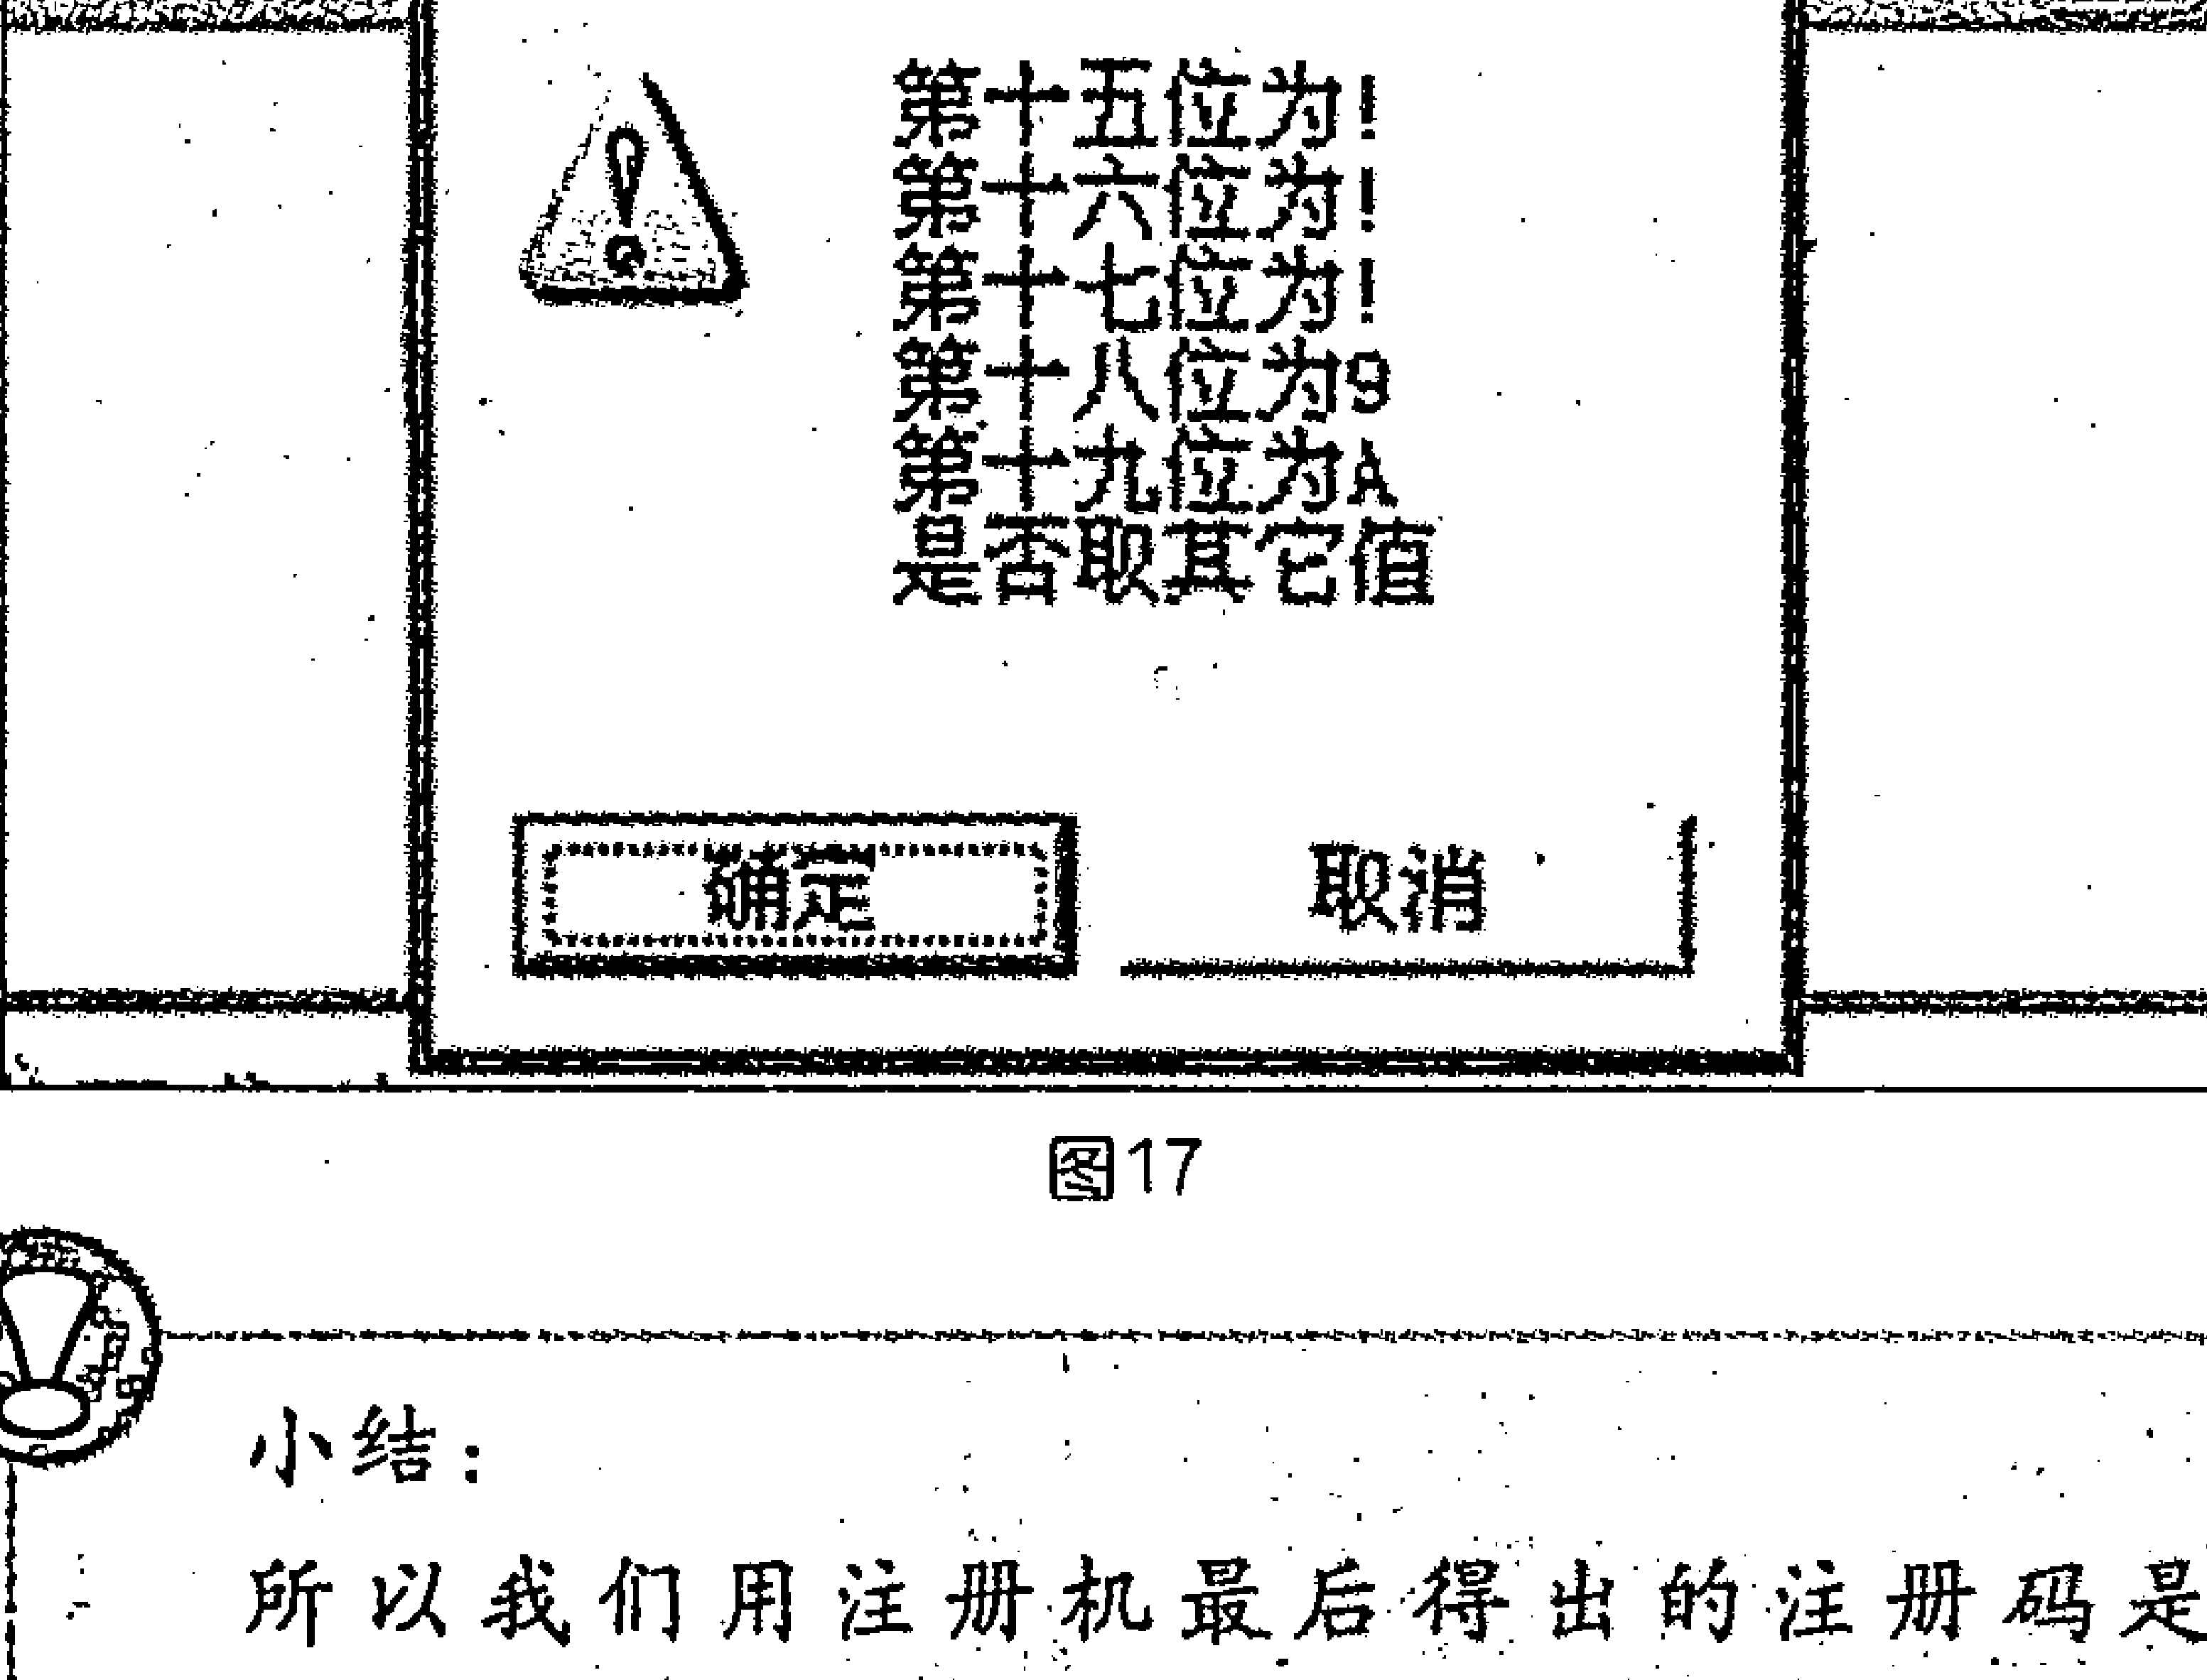 第十五位为!
第十六位为!
第十七位为!
第十八位为9
第十九位为A
是否取其它值
确定 取消
图17
小结:
所以我们用注册机最后得出的注册码是